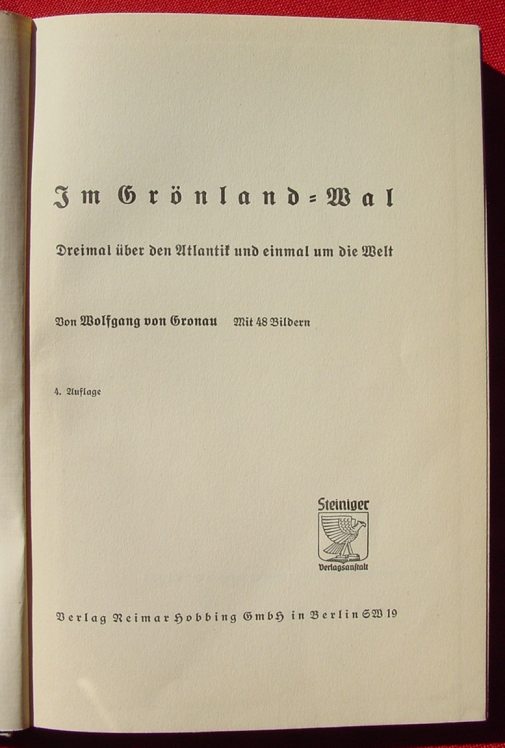 Im Grönland-Wal
Dreimal über den Atlantik und einmal um die Welt
Von Wolfgang von Gronau Mit 48 Bildern
4. Auflage
Steiniger
Verlagsanstalt
Verlag Reimar Hobbing GmbH in Berlin SW 19